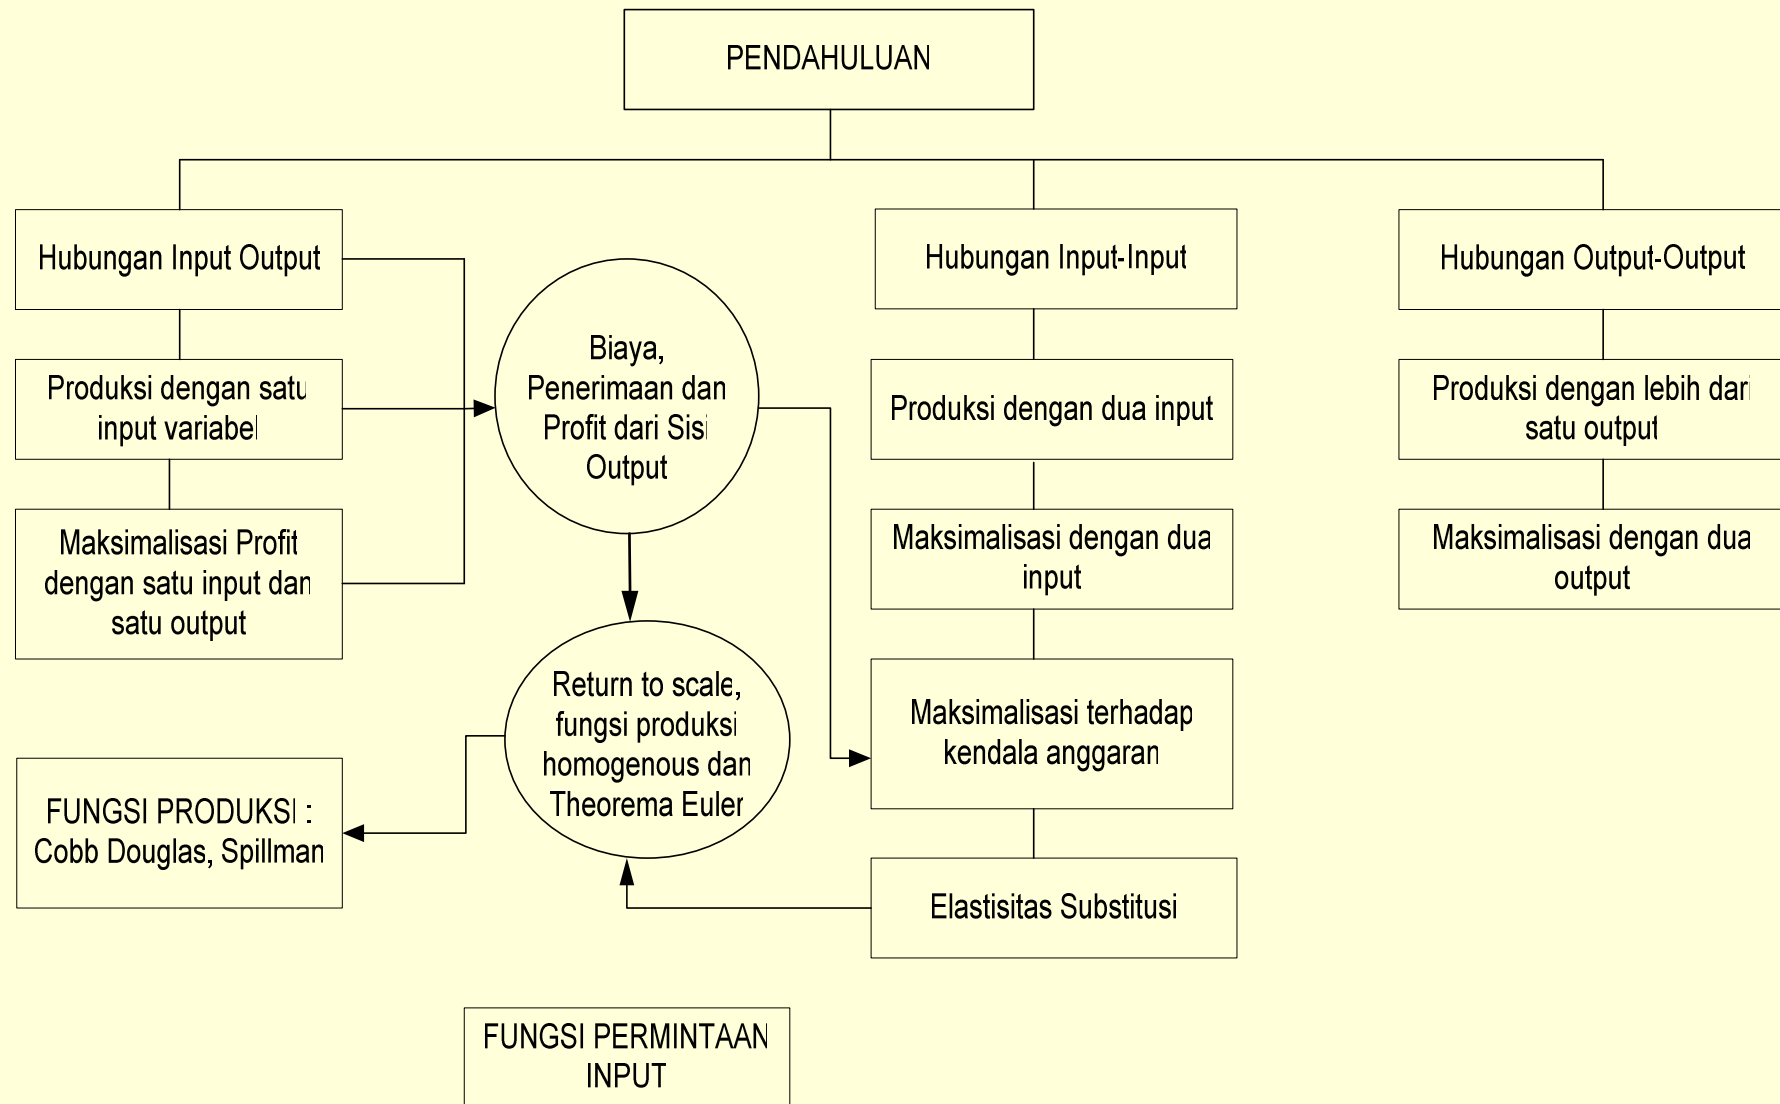 PENDAHULUAN
Hubungan Input Output
Hubungan Input-Input
Hubungan Output-Output
Biaya,
Penerimaan dan
Profit dari Sisi
Output
Produksi dengan satu
input variabel
Produksi dengan dua input
Produksi dengan lebih dari
satu output
Maksimalisasi Profit
dengan satu input dan
satu output
Maksimalisasi dengan dua
input
Maksimalisasi dengan dua
output
Return to scale,
fungsi produksi
homogenous dan
Theorema Euler
Maksimalisasi terhadap
kendala anggaran
FUNGSI PRODUKSI :
Cobb Douglas, Spillman
Elastisitas Substitusi
FUNGSI PERMINTAAN
INPUT